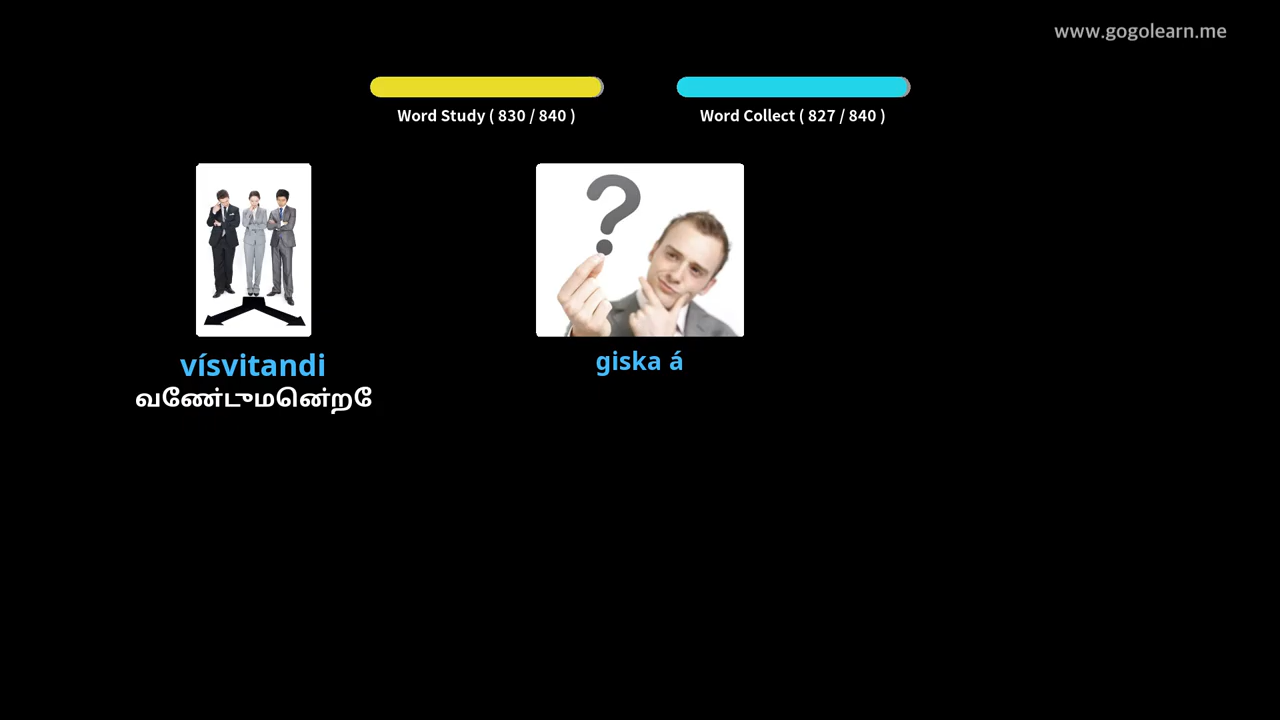 www.gogolearn.me
Word Study ( 830 / 840 )
Word Collect ( 827 / 840 )
vísvitandi
வேண்டுமென்றே
giska á